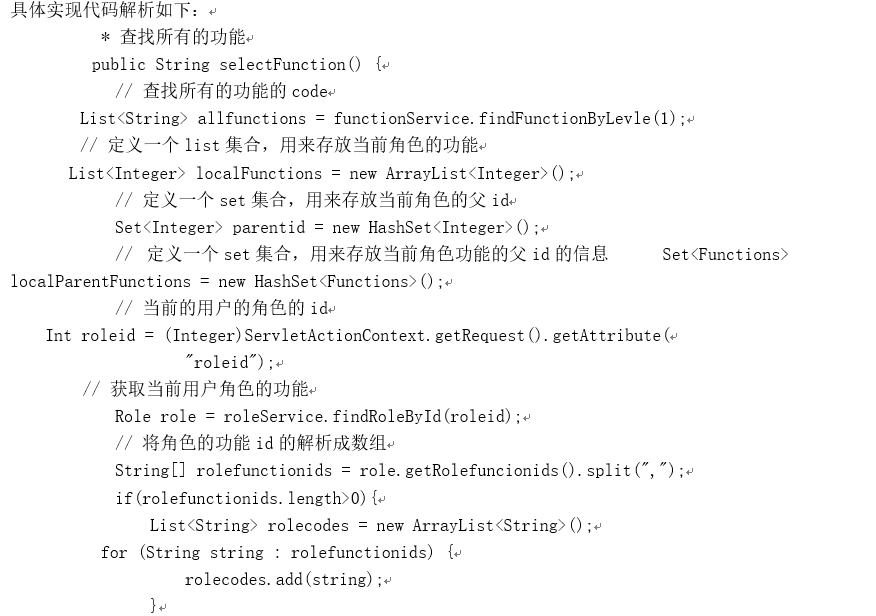 具体实现代码解析如下：
* 查找所有的功能
public String selectFunction() {
// 查找所有的功能的 code
List<String> allfunctions = functionService.findFunctionByLevle(1);
// 定义一个 list 集合，用来存放当前角色的功能
List<Integer> localFunctions = new ArrayList<Integer>();
// 定义一个 set 集合，用来存放当前角色的父 id
Set<Integer> parentid = new HashSet<Integer>();
// 定义一个 set 集合，用来存放当前角色功能的父 id 的信息 Set<Functions>
localParentFunctions = new HashSet<Functions>();
// 当前的用户的角色的 id
Int roleid = (Integer)ServletActionContext.getRequest().getAttribute(
"roleid");
// 获取当前用户角色的功能
Role role = roleService.findRoleById(roleid);
// 将角色的功能 id 的解析成数组
String[] rolefunctionids = role.getRolefuncionids().split(",");
if(rolefunctionids.length>0){
List<String> rolecodes = new ArrayList<String>();
for (String string : rolefunctionids) {
rolecodes.add(string);
}